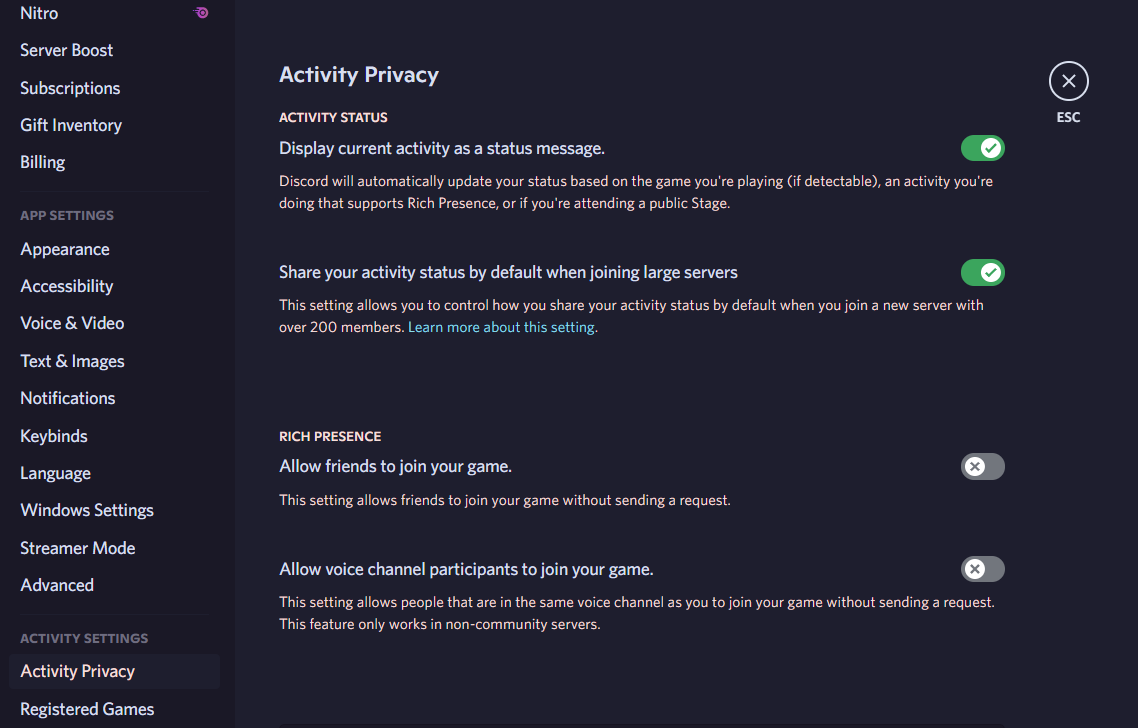 Nitro
Server Boost
Subscriptions
Gift Inventory
Billing
APP SETTINGS
Appearance
Accessibility
Voice & Video
Text & Images
Notifications
Keybinds
Language
Windows Settings
Streamer Mode
Advanced
ACTIVITY SETTINGS
Activity Privacy
Registered Games
Activity Privacy
ESC
ACTIVITY STATUS
Display current activity as a status message.
Discord will automatically update your status based on the game you're playing (if detectable), an activity you're
doing that supports Rich Presence, or if you're attending a public Stage.
Share your activity status by default when joining large servers
This setting allows you to control how you share your activity status by default when you join a new server with
over 200 members. Learn more about this setting.
RICH PRESENCE
Allow friends to join your game.
This setting allows friends to join your game without sending a request.
Allow voice channel participants to join your game.
This setting allows people that are in the same voice channel as you to join your game without sending a request.
This feature only works in non-community servers.